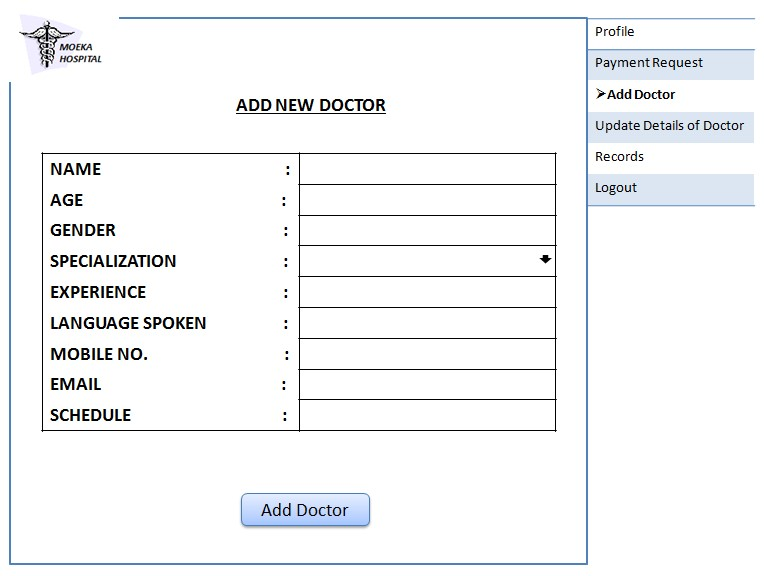 MOEKA
HOSPITAL
ADD NEW DOCTOR
NAME :
AGE :
GENDER :
SPECIALIZATION :
EXPERIENCE :
LANGUAGE SPOKEN :
MOBILE NO. :
EMAIL :
SCHEDULE :
Add Doctor
Profile
Payment Request
➢Add Doctor
Update Details of Doctor
Records
Logout